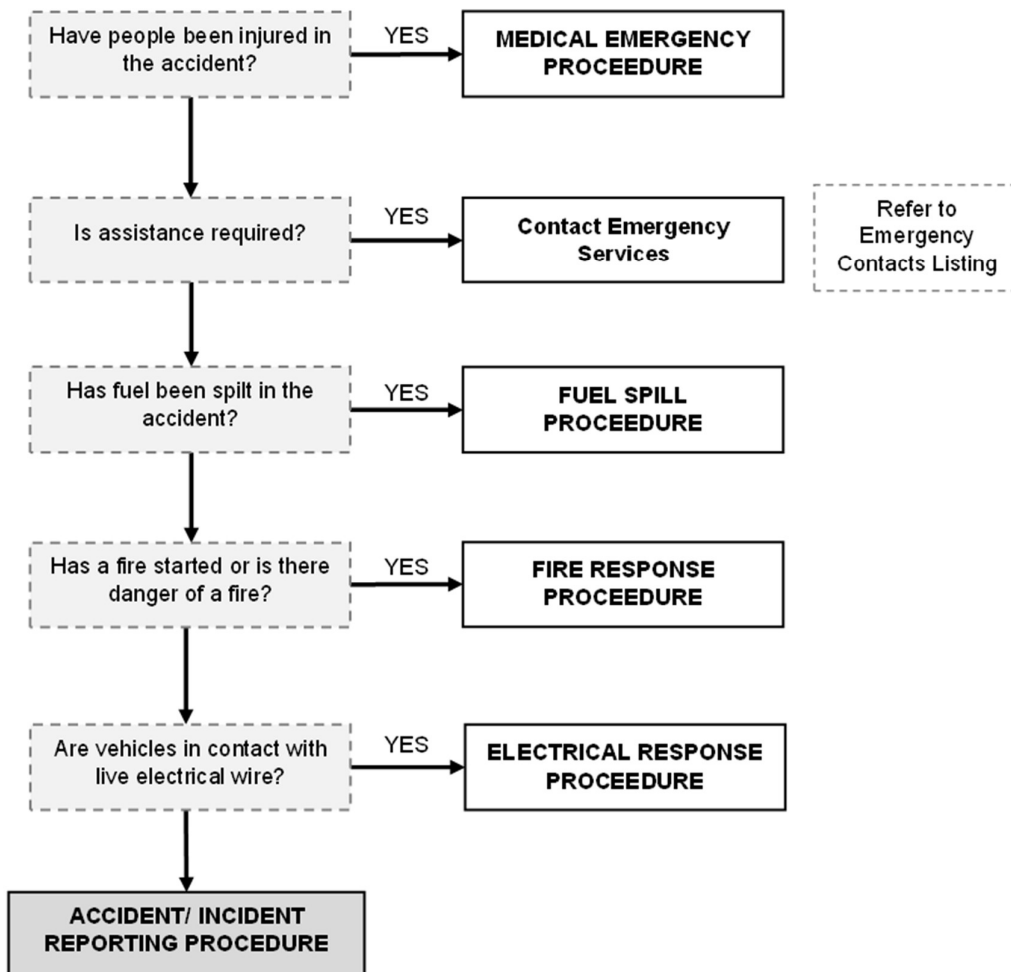 Have people been injured in
the accident?
YES
MEDICAL EMERGENCY
PROCEEDURE
Is assistance required?
YES
Contact Emergency
Services
Refer to
Emergency
Contacts Listing
Has fuel been spilt in the
accident?
YES
FUEL SPILL
PROCEEDURE
Has a fire started or is there
danger of a fire?
YES
FIRE RESPONSE
PROCEEDURE
Are vehicles in contact with
live electrical wire?
YES
ELECTRICAL RESPONSE
PROCEEDURE
ACCIDENT/ INCIDENT
REPORTING PROCEDURE